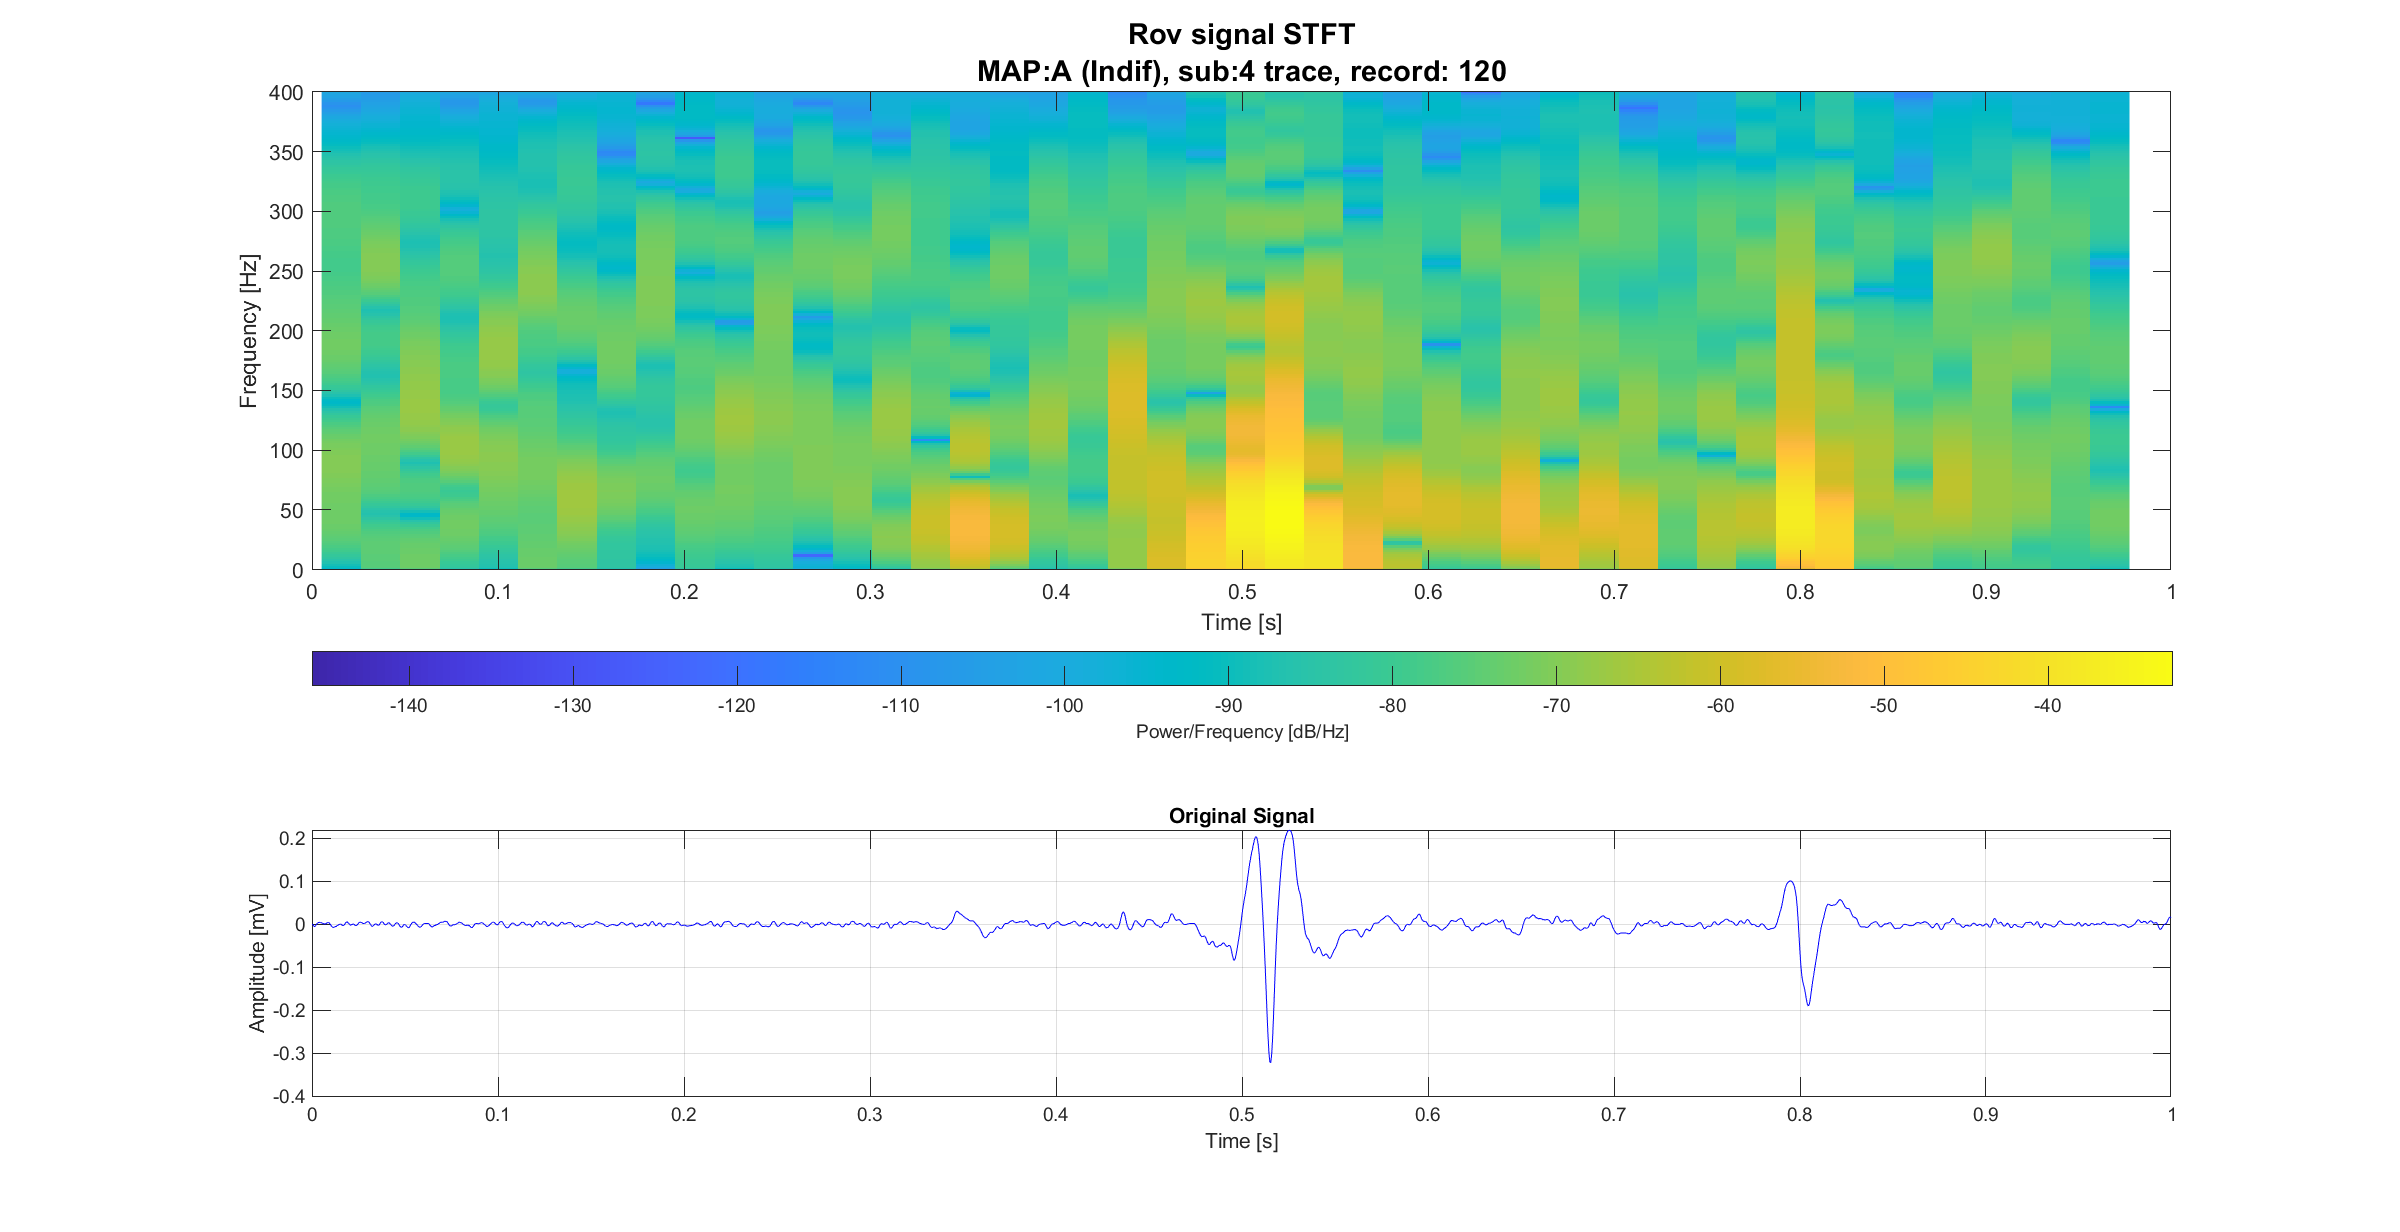 Rov signal STFT
MAP:A (Indif), sub:4 trace, record: 120
400
350
300
250
200
150
100
50
0
Frequency [Hz]
0 0.1 0.2 0.3 0.4 0.5 0.6 0.7 0.8 0.9 1
Time [s]
-140 -130 -120 -110 -100 -90 -80 -70 -60 -50 -40
Power/Frequency [dB/Hz]
Original Signal
0.2
0.1
0
-0.1
-0.2
-0.3
-0.4
Amplitude [mV]
0 0.1 0.2 0.3 0.4 0.5 0.6 0.7 0.8 0.9 1
Time [s]